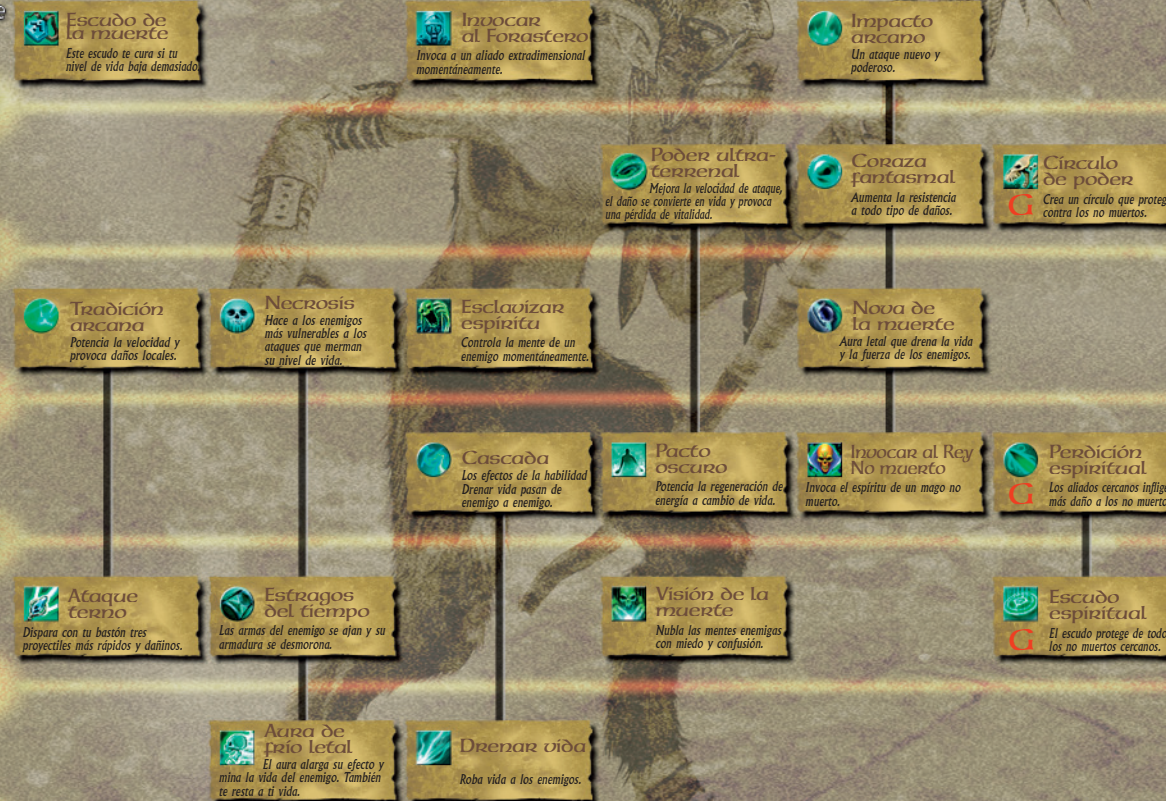 Escudo de
la muerte
Este escudo te cura si tu
nivel de vida baja demasiado.
Invocar
al Forastero
Invoca a un aliado extradimensional
momentáneamente.
Impacto
arcano
Un ataque nuevo y
poderoso.
Poder ultra-
terrenal
Mejora la velocidad de ataque,
el daño se convierte en vida y provoca
una pérdida de vitalidad.
Coraza
fantasmal
Aumenta la resistencia
a todo tipo de daños.
Círculo
de poder
G
Crea un círculo que proteg
contra los no muertos.
Tradición
arcana
Potencia la velocidad y
provoca daños locales.
Necrosis
Hace a los enemigos
más vulnerables a los
ataques que merman
su nivel de vida.
Esclavizar
espíritu
Controla la mente de un
enemigo momentáneamente.
Nova de
la muerte
Aura letal que drena la vida
y la fuerza de los enemigos.
Cascada
Los efectos de la habilidad
Drenar vida pasan de
enemigo a enemigo.
Pacto
oscuro
Potencia la regeneración de
energía a cambio de vida.
Invocar al Rey
No muerto
Invoca el espíritu de un mago no
muerto.
Perdición
espiritual
G
Los aliados cercanos inflige
más daño a los no muerto
Ataque
terno
Dispara con tu bastón tres
proyectiles más rápidos y dañinos.
Estragos
del tiempo
Las armas del enemigo se ajan y su
armadura se desmorona.
Visión de la
muerte
Nubla las mentes enemigas
con miedo y confusión.
Escudo
espiritual
G
El escudo protege de todo
los no muertos cercanos.
Aura de
frío letal
El aura alarga su efecto y
mina la vida del enemigo. También
te resta a ti vida.
Drenar vida
Roba vida a los enemigos.